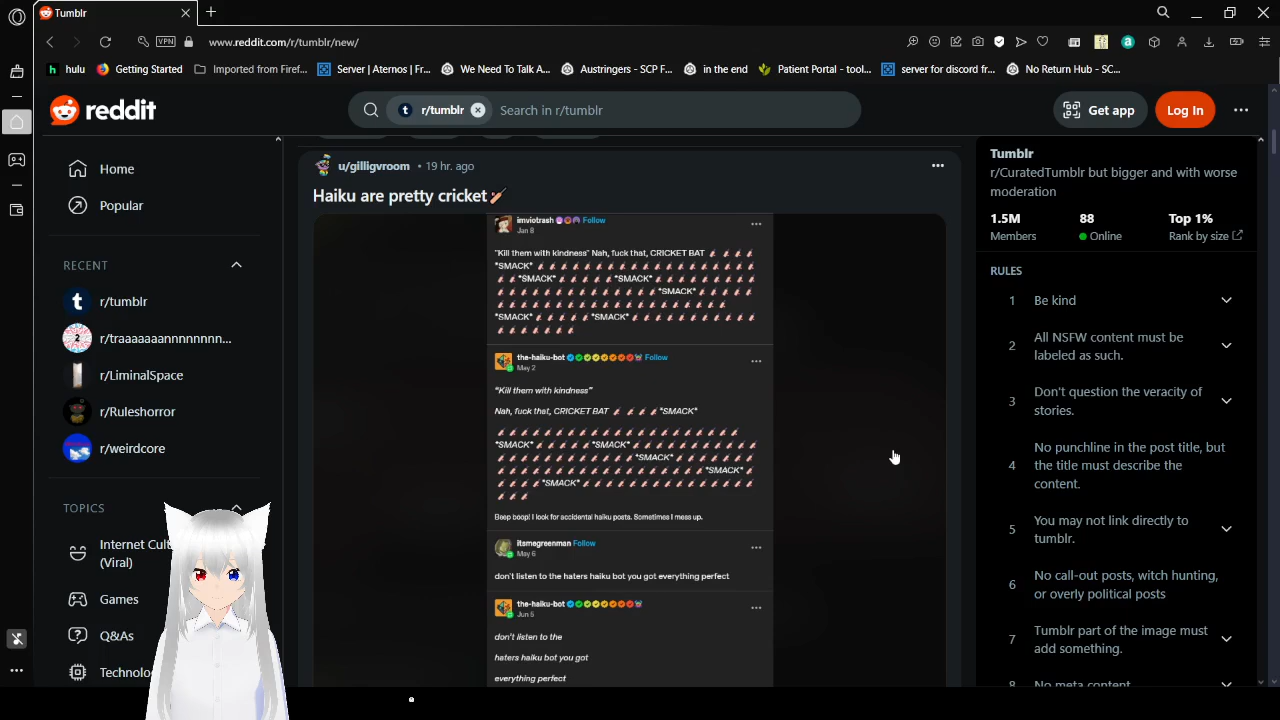 Tumblr
VPN
www.reddit.com/r/tumblr/new/
hulu
Getting Started
Imported from Firef...
Server | Aternos | Fr...
We Need To Talk A...
Austringers - SCP F...
in the end
Patient Portal - tool...
server for discord fr...
No Return Hub - SC...
reddit
r/tumblr
Search in r/tumblr
Get app
Log In
Home
Popular
RECENT
r/tumblr
r/traaaaaaannnnnnnn...
r/LiminalSpace
r/Ruleshorror
r/weirdcore
TOPICS
Internet Cult
(Viral)
Games
Q&As
Technolo
u/gilligvroom • 19 hr. ago
Haiku are pretty cricket🏏
imviotrash Follow
Jan 8
"Kill them with kindness" Nah, fuck that, CRICKET BAT 🏏 🏏 🏏 🏏
*SMACK* 🏏 🏏 🏏 🏏 🏏 🏏 🏏 🏏 🏏 🏏 🏏 🏏 🏏 🏏 🏏 🏏 🏏 🏏
🏏 🏏 *SMACK* 🏏 🏏 🏏 🏏 🏏 *SMACK* 🏏 🏏 🏏 🏏 🏏 🏏 🏏 🏏
🏏 🏏 🏏 🏏 🏏 🏏 🏏 🏏 🏏 🏏 🏏 🏏 🏏 *SMACK* 🏏 🏏 🏏 🏏 🏏
🏏 🏏 🏏 🏏 🏏 🏏 🏏 🏏 🏏 🏏 🏏 🏏 🏏 🏏 🏏 🏏 🏏 🏏
*SMACK* 🏏 🏏 🏏 🏏 🏏 *SMACK* 🏏 🏏 🏏 🏏 🏏 🏏 🏏 🏏 🏏 🏏
🏏 🏏 🏏 🏏 🏏 🏏 🏏
the-haiku-bot Follow
May 2
"Kill them with kindness"
Nah, fuck that, CRICKET BAT 🏏 🏏 🏏 🏏 *SMACK*
🏏 🏏 🏏 🏏 🏏 🏏 🏏 🏏 🏏 🏏 🏏 🏏 🏏 🏏 🏏 🏏 🏏 🏏 🏏
*SMACK* 🏏 🏏 🏏 🏏 *SMACK* 🏏 🏏 🏏 🏏 🏏 🏏 🏏 🏏 🏏 🏏
🏏 🏏 🏏 🏏 🏏 🏏 🏏 🏏 🏏 🏏 🏏 *SMACK* 🏏 🏏 🏏 🏏 🏏
🏏 🏏 🏏 🏏 🏏 🏏 🏏 🏏 🏏 🏏 🏏 🏏 🏏 🏏 🏏 🏏 *SMACK* 🏏
🏏 🏏 🏏 🏏 *SMACK* 🏏 🏏 🏏 🏏 🏏 🏏 🏏 🏏 🏏 🏏 🏏 🏏 🏏
🏏 🏏 🏏
Beep boop! I look for accidental haiku posts. Sometimes I mess up.
itsmegreenman Follow
May 6
don't listen to the haters haiku bot you got everything perfect
the-haiku-bot
Jun 5
don't listen to the
haters haiku bot you got
everything perfect
Tumblr
r/CuratedTumblr but bigger and with worse
moderation
1.5M
Members
88
Online
Top 1%
Rank by size
RULES
1 Be kind
2 All NSFW content must be
labeled as such.
3 Don't question the veracity of
stories.
4 No punchline in the post title, but
the title must describe the
content.
5 You may not link directly to
tumblr.
6 No call-out posts, witch hunting,
or overly political posts
7 Tumblr part of the image must
add something.
8 No meta content